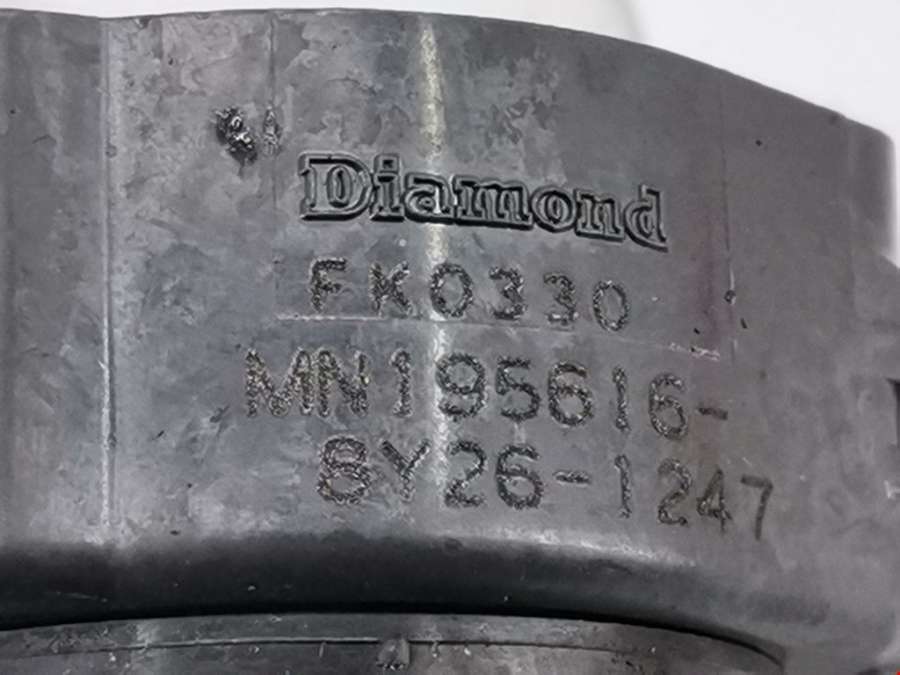 Diamond
FK0330
MN195616-
8Y26-1247